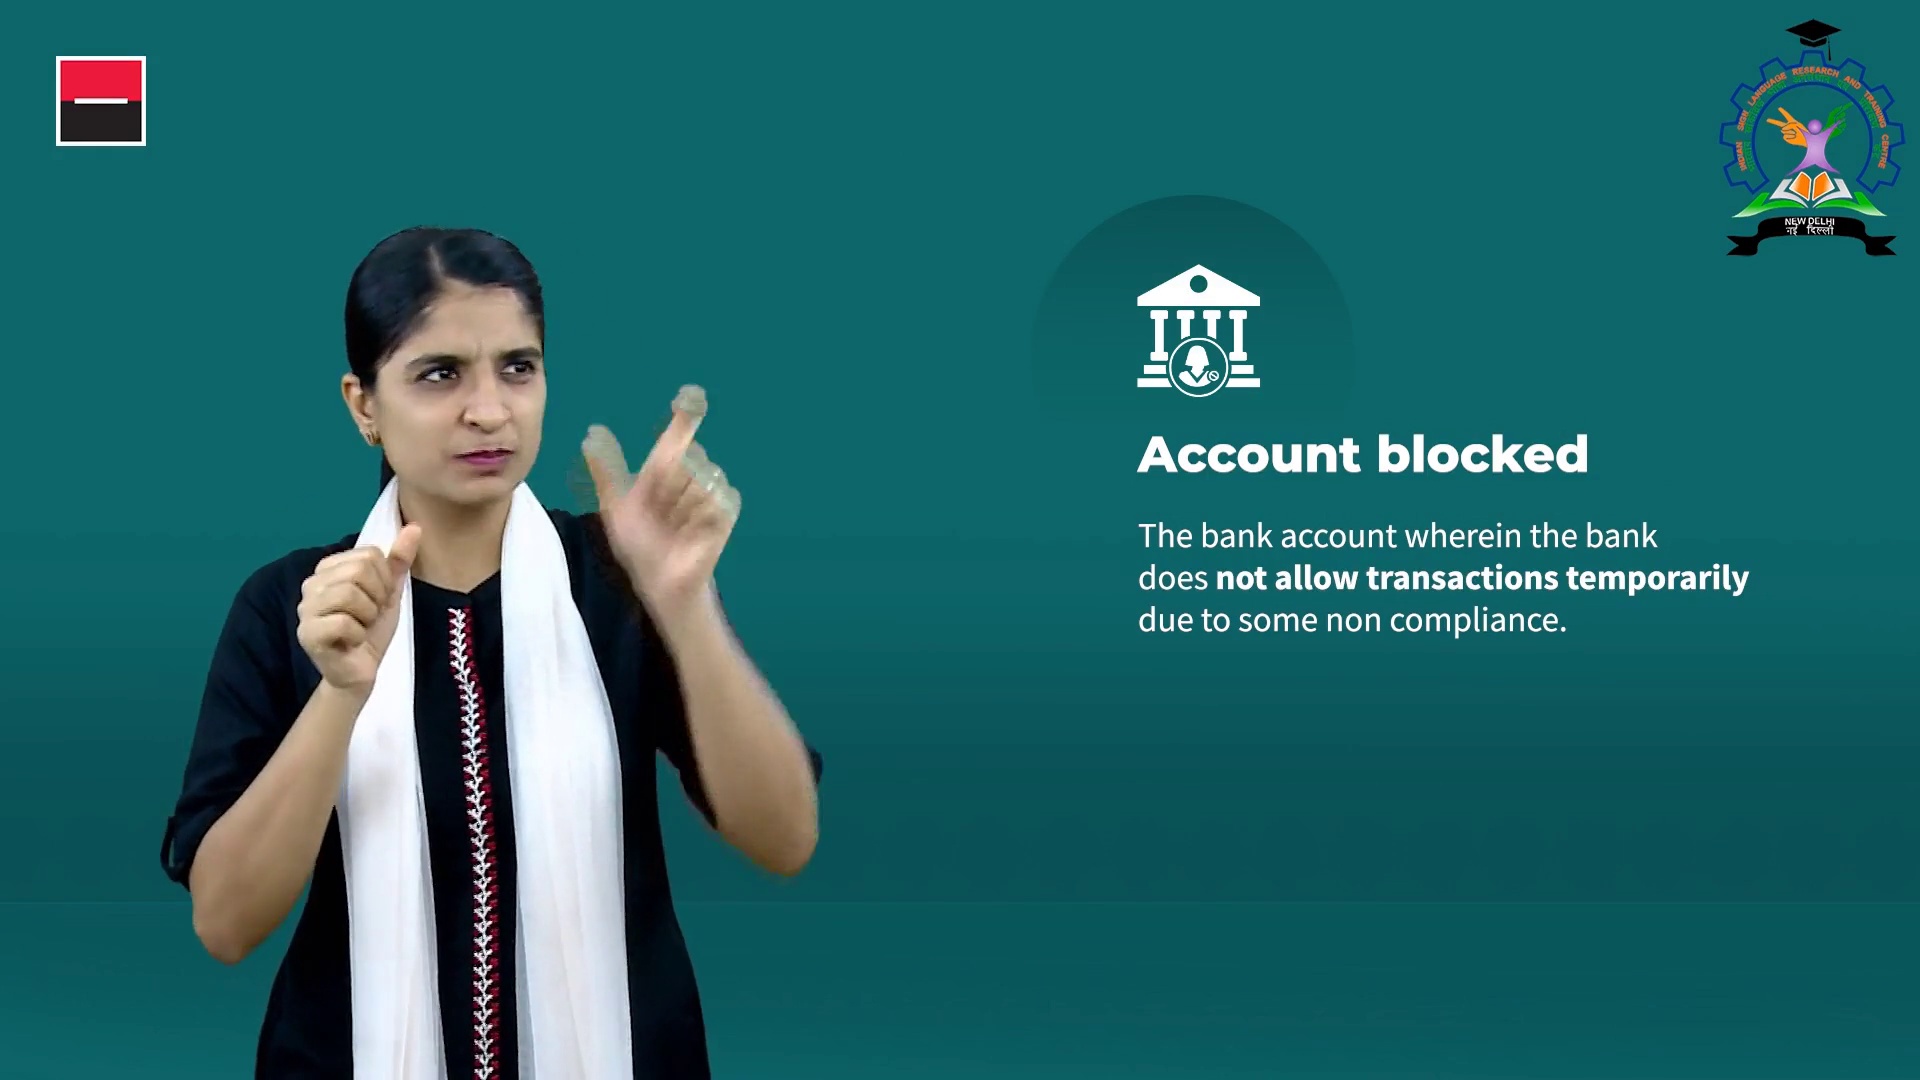 INDIAN SIGN LANGUAGE RESEARCH AND TRAINING CENTRE
NEW DELHI
नई दिल्ली
Account blocked
The bank account wherein the bank
does not allow transactions temporarily
due to some non compliance.